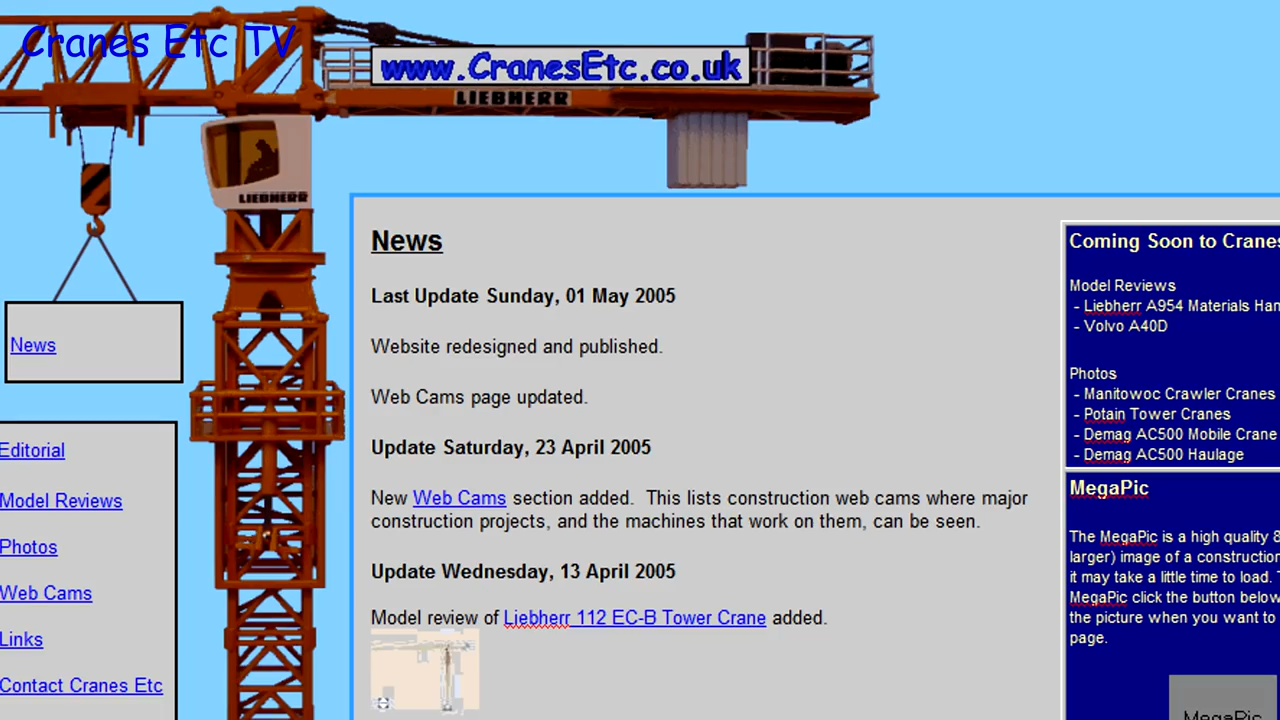 Cranes Etc TV
www.CranesEtc.co.uk
LIEBHERR
LIEBHERR
News
Editorial
Model Reviews
Photos
Web Cams
Links
Contact Cranes Etc
News
Last Update Sunday, 01 May 2005
Website redesigned and published.
Web Cams page updated.
Update Saturday, 23 April 2005
New Web Cams section added. This lists construction web cams where major
construction projects, and the machines that work on them, can be seen.
Update Wednesday, 13 April 2005
Model review of Liebherr 112 EC-B Tower Crane added.
Coming Soon to Cranes
Model Reviews
- Liebherr A954 Materials Han
- Volvo A40D
Photos
- Manitowoc Crawler Cranes
- Potain Tower Cranes
- Demag AC500 Mobile Crane
- Demag AC500 Haulage
MegaPic
The MegaPic is a high quality 8
larger) image of a construction
it may take a little time to load.
MegaPic click the button below
the picture when you want to
page.
MegaPic